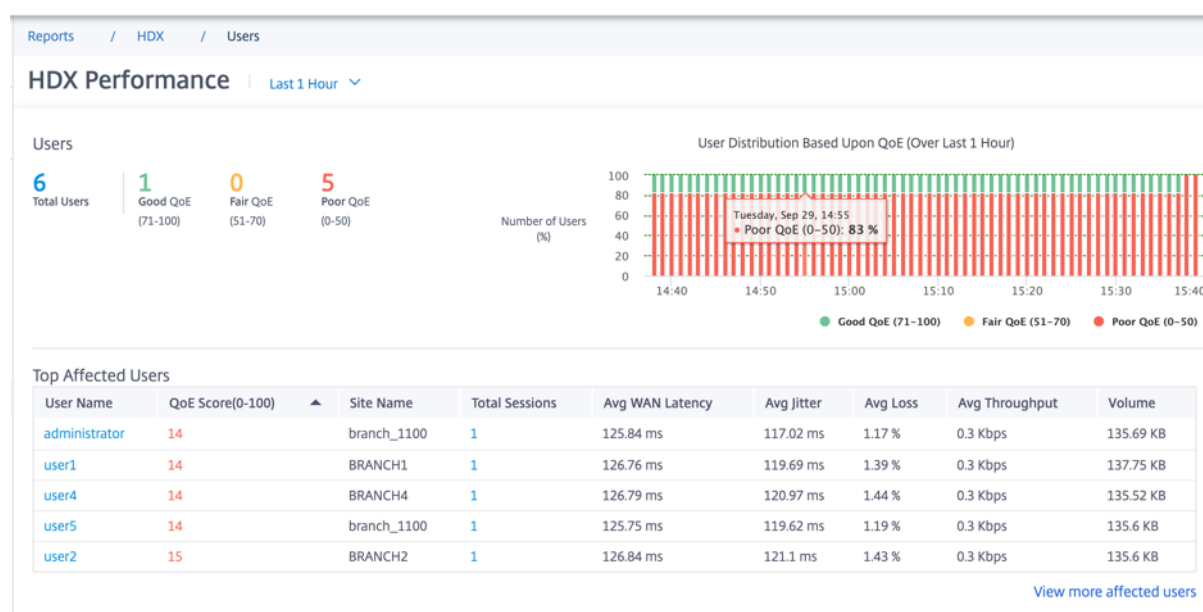 Reports / HDX / Users
HDX Performance Last 1 Hour
Users
6 1 0 5
Total Users Good QoE Fair QoE Poor QoE
(71-100) (51-70) (0-50)
User Distribution Based Upon QoE (Over Last 1 Hour)
Number of Users
(%)
100
80
60
40
20
0
Tuesday, Sep 29, 14:55
• Poor QoE (0-50): 83 %
14:40 14:50 15:00 15:10 15:20 15:30 15:40
Good QoE (71-100) Fair QoE (51-70) Poor QoE (0-50)
Top Affected Users
User Name QoE Score(0-100) Site Name Total Sessions Avg WAN Latency Avg Jitter Avg Loss Avg Throughput Volume
administrator 14 branch_1100 1 125.84 ms 117.02 ms 1.17 % 0.3 Kbps 135.69 KB
user1 14 BRANCH1 1 126.76 ms 119.69 ms 1.39 % 0.3 Kbps 137.75 KB
user4 14 BRANCH4 1 126.79 ms 120.97 ms 1.44 % 0.3 Kbps 135.52 KB
user5 14 branch_1100 1 125.75 ms 119.62 ms 1.19 % 0.3 Kbps 135.6 KB
user2 15 BRANCH2 1 126.84 ms 121.1 ms 1.43 % 0.3 Kbps 135.6 KB
View more affected users